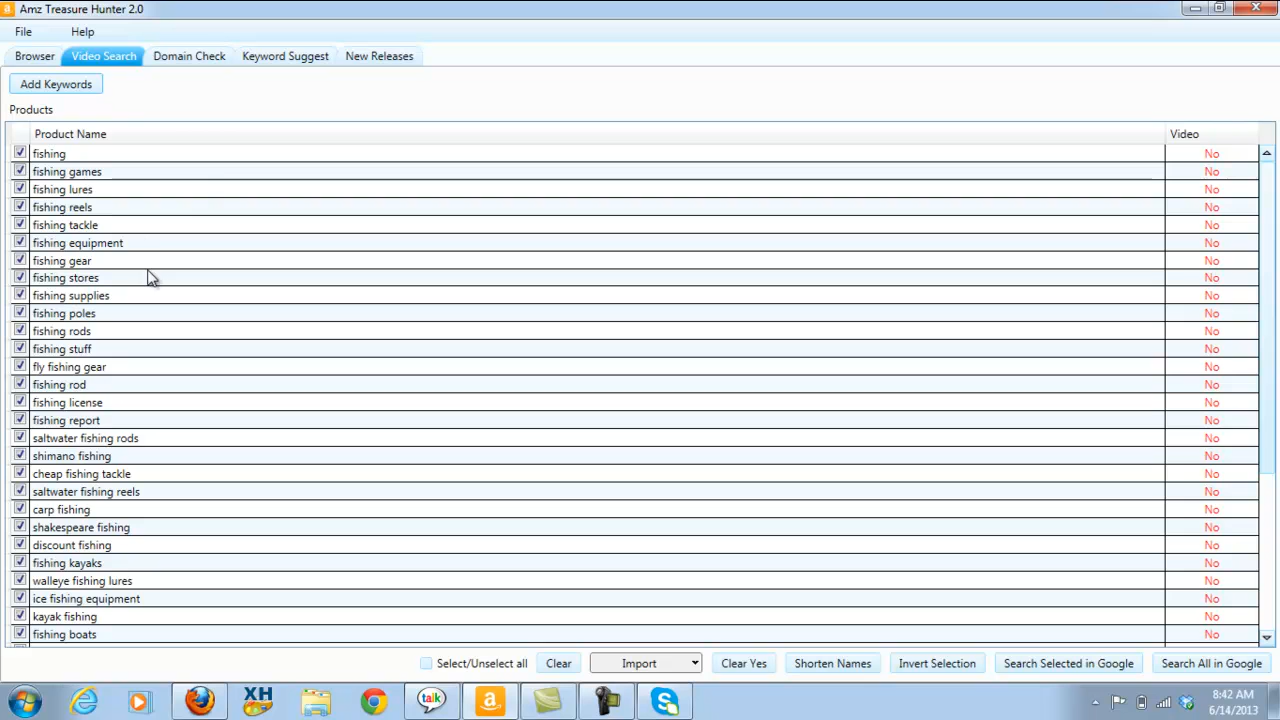 Amz Treasure Hunter 2.0
File Help
Browser Video Search Domain Check Keyword Suggest New Releases
Add Keywords
Products
Product Name Video
fishing No
fishing games No
fishing lures No
fishing reels No
fishing tackle No
fishing equipment No
fishing gear No
fishing stores No
fishing supplies No
fishing poles No
fishing rods No
fishing stuff No
fly fishing gear No
fishing rod No
fishing license No
fishing report No
saltwater fishing rods No
shimano fishing No
cheap fishing tackle No
saltwater fishing reels No
carp fishing No
shakespeare fishing No
discount fishing No
fishing kayaks No
walleye fishing lures No
ice fishing equipment No
kayak fishing No
fishing boats No
Select/Unselect all Clear Import Clear Yes Shorten Names Invert Selection Search Selected in Google Search All in Google
XH talk 8:42 AM
6/14/2013